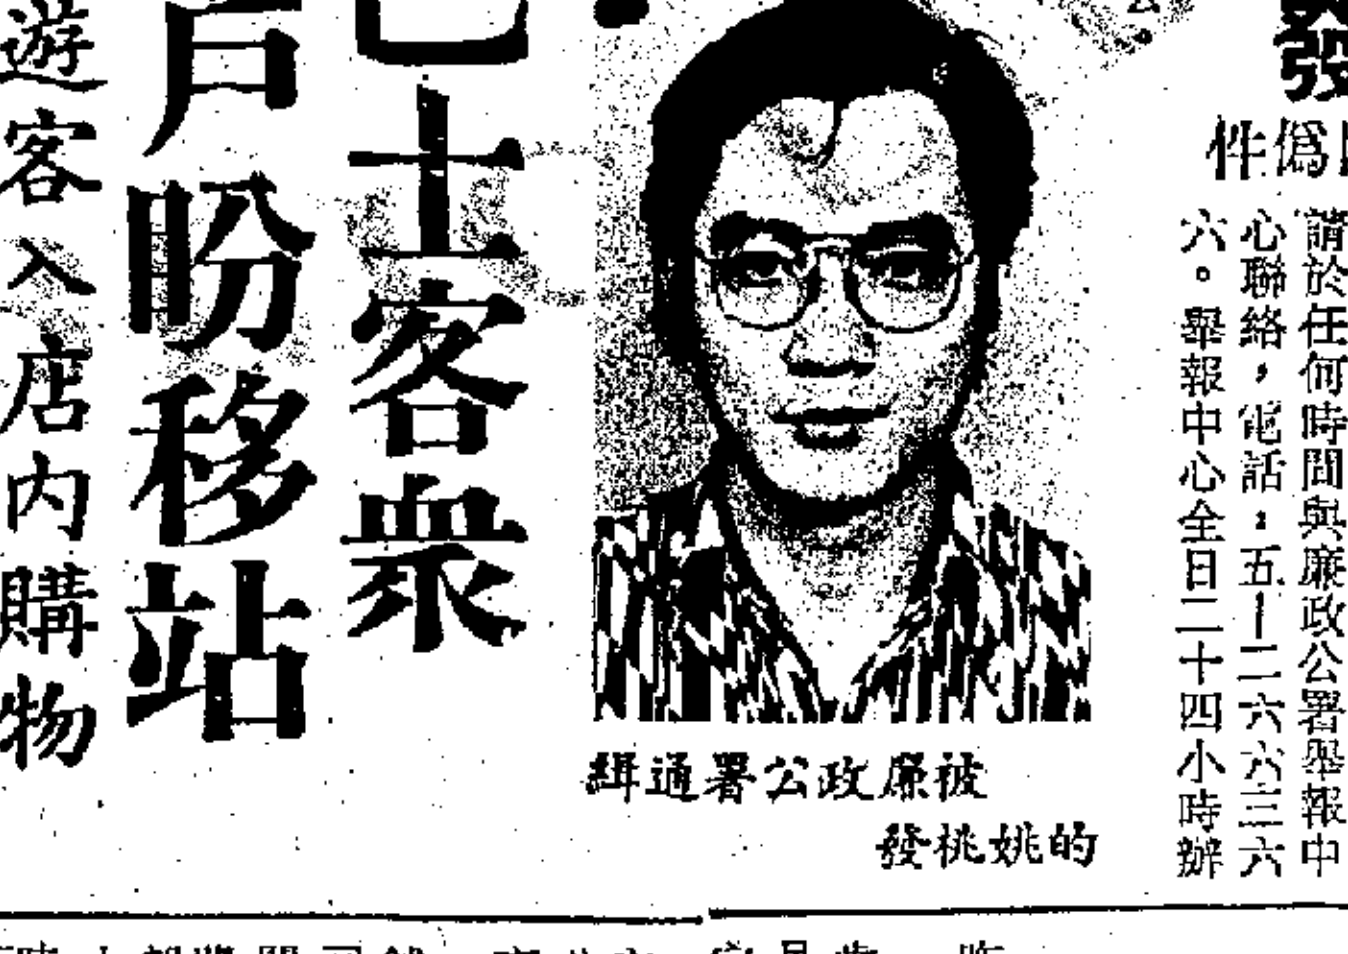 請於任何時間與廉政公署舉報中
心聯絡，電話：五—二六六三六
六。舉報中心全日二十四小時辦
件偽
發
被廉政公署通緝
的姚桃發
士客衆
戶盼移站
遊客入店内購物